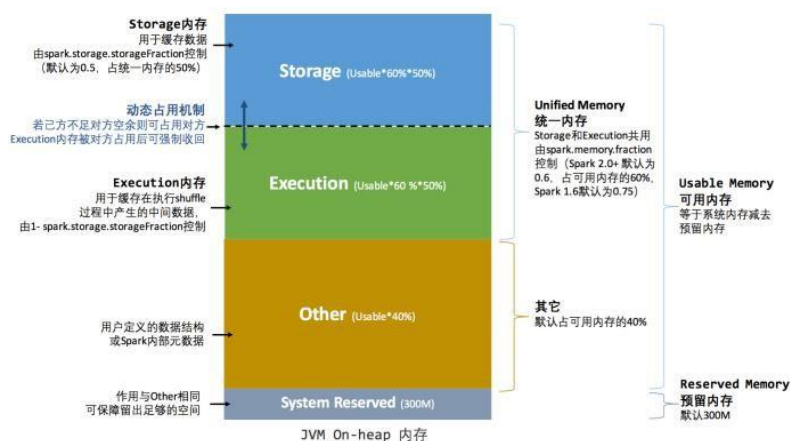 Storage内存
用于缓存数据
由spark.storage.storageFraction控制
（默认为0.5，占统一内存的50%）
动态占用机制
若己方不足对方空余则可占用对方
Execution内存被对方占用后可强制收回
Execution内存
用于缓存在执行shuffle
过程中产生的中间数据，
由1- spark.storage.storageFraction控制
用户定义的数据结构
或Spark内部元数据
作用与Other相同
可保障留出足够的空间
Storage (Usable*60%*50%)
Execution (Usable*60 %*50%)
Other (Usable*40%)
System Reserved (300M)
JVM On-heap 内存
Unified Memory
统一内存
Storage和Execution共用
由spark.memory.fraction
控制（Spark 2.0+ 默认为
0.6，占可用内存的60%，
Spark 1.6默认为0.75）
其它
默认占可用内存的40%
Usable Memory
可用内存
等于系统内存减去
预留内存
Reserved Memory
预留内存
默认300M